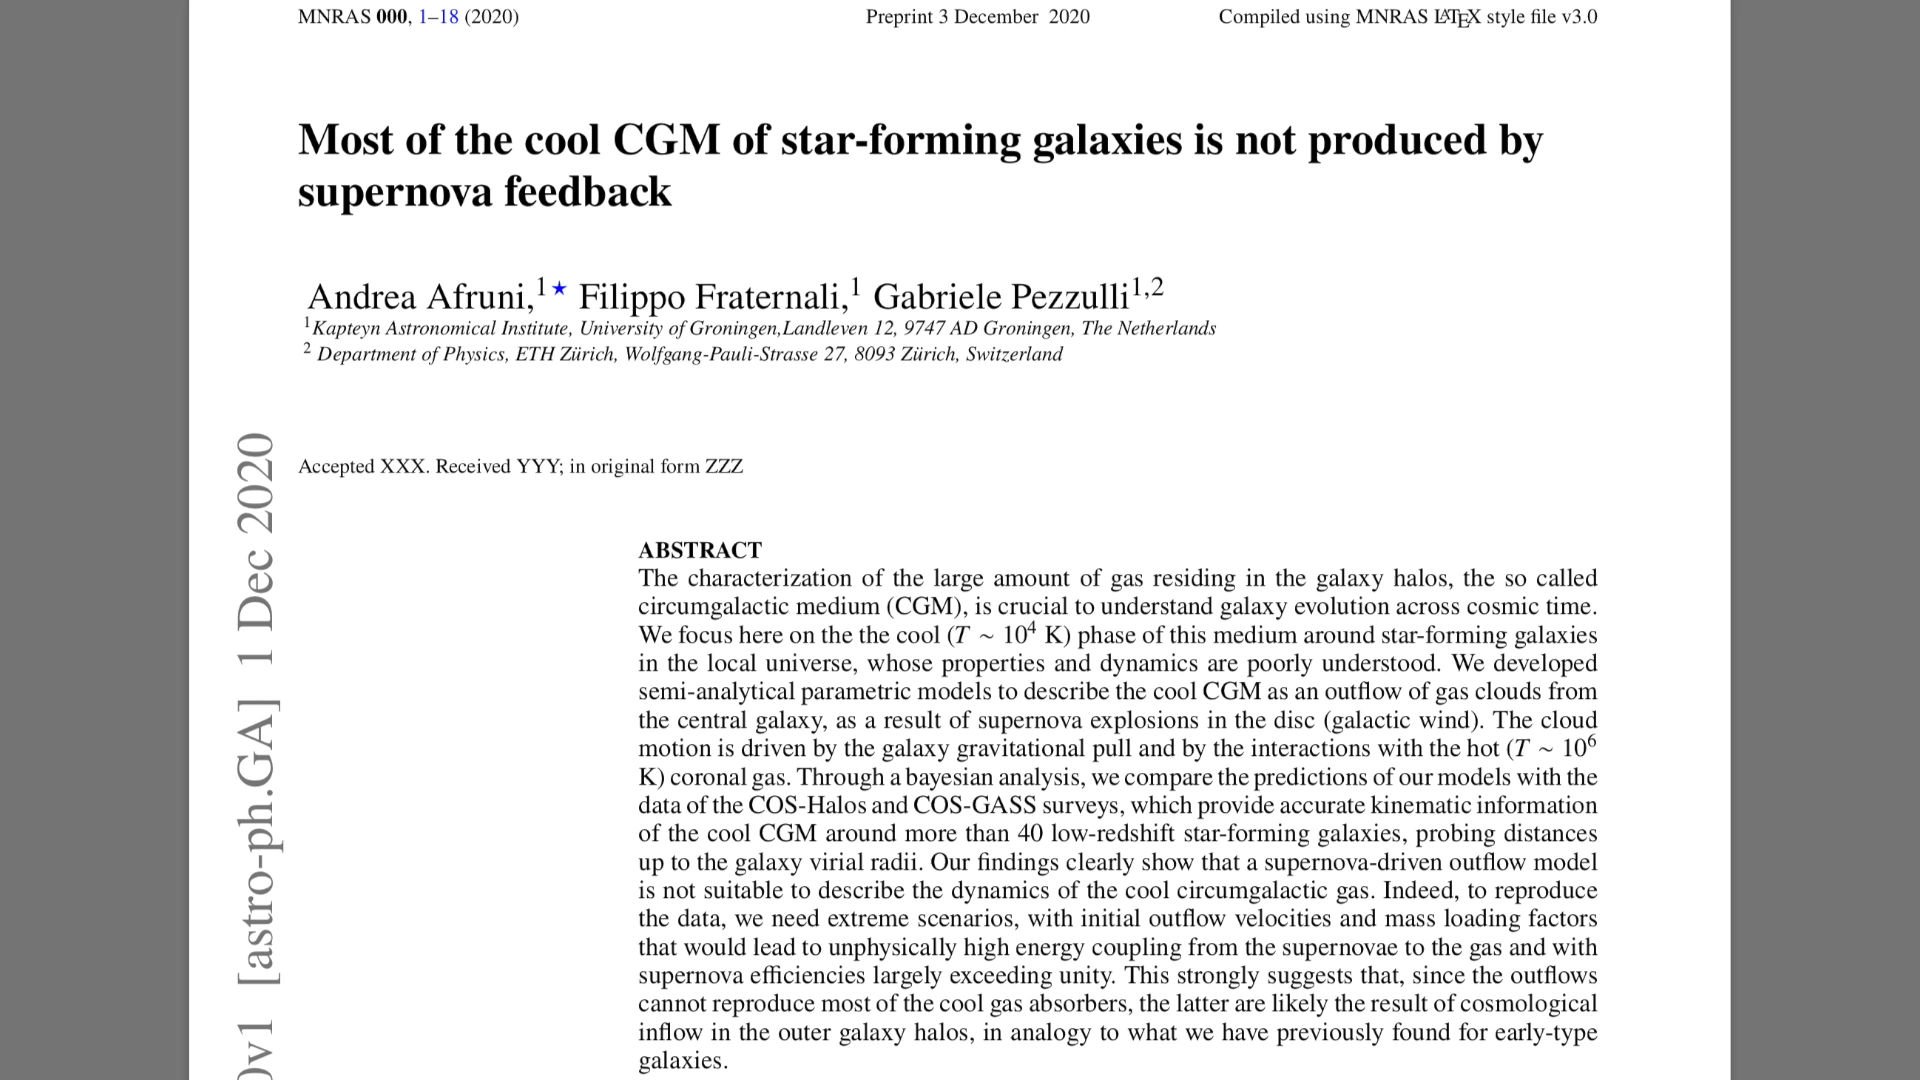 MNRAS 000, 1–18 (2020) Preprint 3 December 2020 Compiled using MNRAS LATEX style file v3.0
Most of the cool CGM of star-forming galaxies is not produced by
supernova feedback
Andrea Afruni,1★ Filippo Fraternali,1 Gabriele Pezzulli1,2
1Kapteyn Astronomical Institute, University of Groningen,Landleven 12, 9747 AD Groningen, The Netherlands
2 Department of Physics, ETH Zürich, Wolfgang-Pauli-Strasse 27, 8093 Zürich, Switzerland
Accepted XXX. Received YYY; in original form ZZZ
ABSTRACT
The characterization of the large amount of gas residing in the galaxy halos, the so called
circumgalactic medium (CGM), is crucial to understand galaxy evolution across cosmic time.
We focus here on the the cool (T ∼ 10⁴ K) phase of this medium around star-forming galaxies
in the local universe, whose properties and dynamics are poorly understood. We developed
semi-analytical parametric models to describe the cool CGM as an outflow of gas clouds from
the central galaxy, as a result of supernova explosions in the disc (galactic wind). The cloud
motion is driven by the galaxy gravitational pull and by the interactions with the hot (T ∼ 10⁶
K) coronal gas. Through a bayesian analysis, we compare the predictions of our models with the
data of the COS-Halos and COS-GASS surveys, which provide accurate kinematic information
of the cool CGM around more than 40 low-redshift star-forming galaxies, probing distances
up to the galaxy virial radii. Our findings clearly show that a supernova-driven outflow model
is not suitable to describe the dynamics of the cool circumgalactic gas. Indeed, to reproduce
the data, we need extreme scenarios, with initial outflow velocities and mass loading factors
that would lead to unphysically high energy coupling from the supernovae to the gas and with
supernova efficiencies largely exceeding unity. This strongly suggests that, since the outflows
cannot reproduce most of the cool gas absorbers, the latter are likely the result of cosmological
inflow in the outer galaxy halos, in analogy to what we have previously found for early-type
galaxies.
v1 [astro-ph.GA] 1 Dec 2020